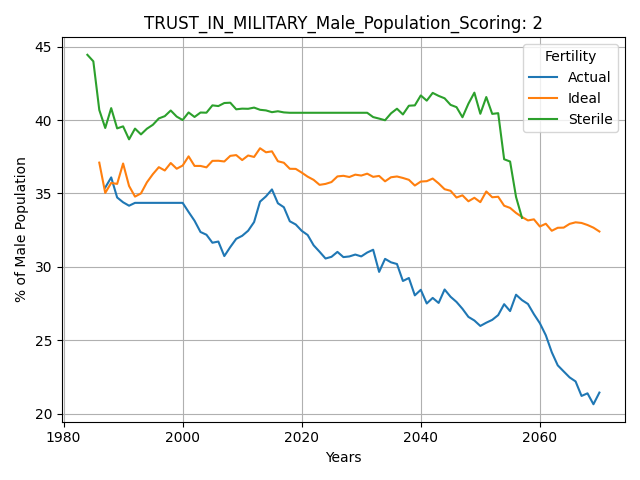 TRUST_IN_MILITARY_Male_Population_Scoring: 2
Fertility
Actual
Ideal
Sterile
% of Male Population
45
40
35
30
25
20
1980
2000
2020
2040
2060
Years